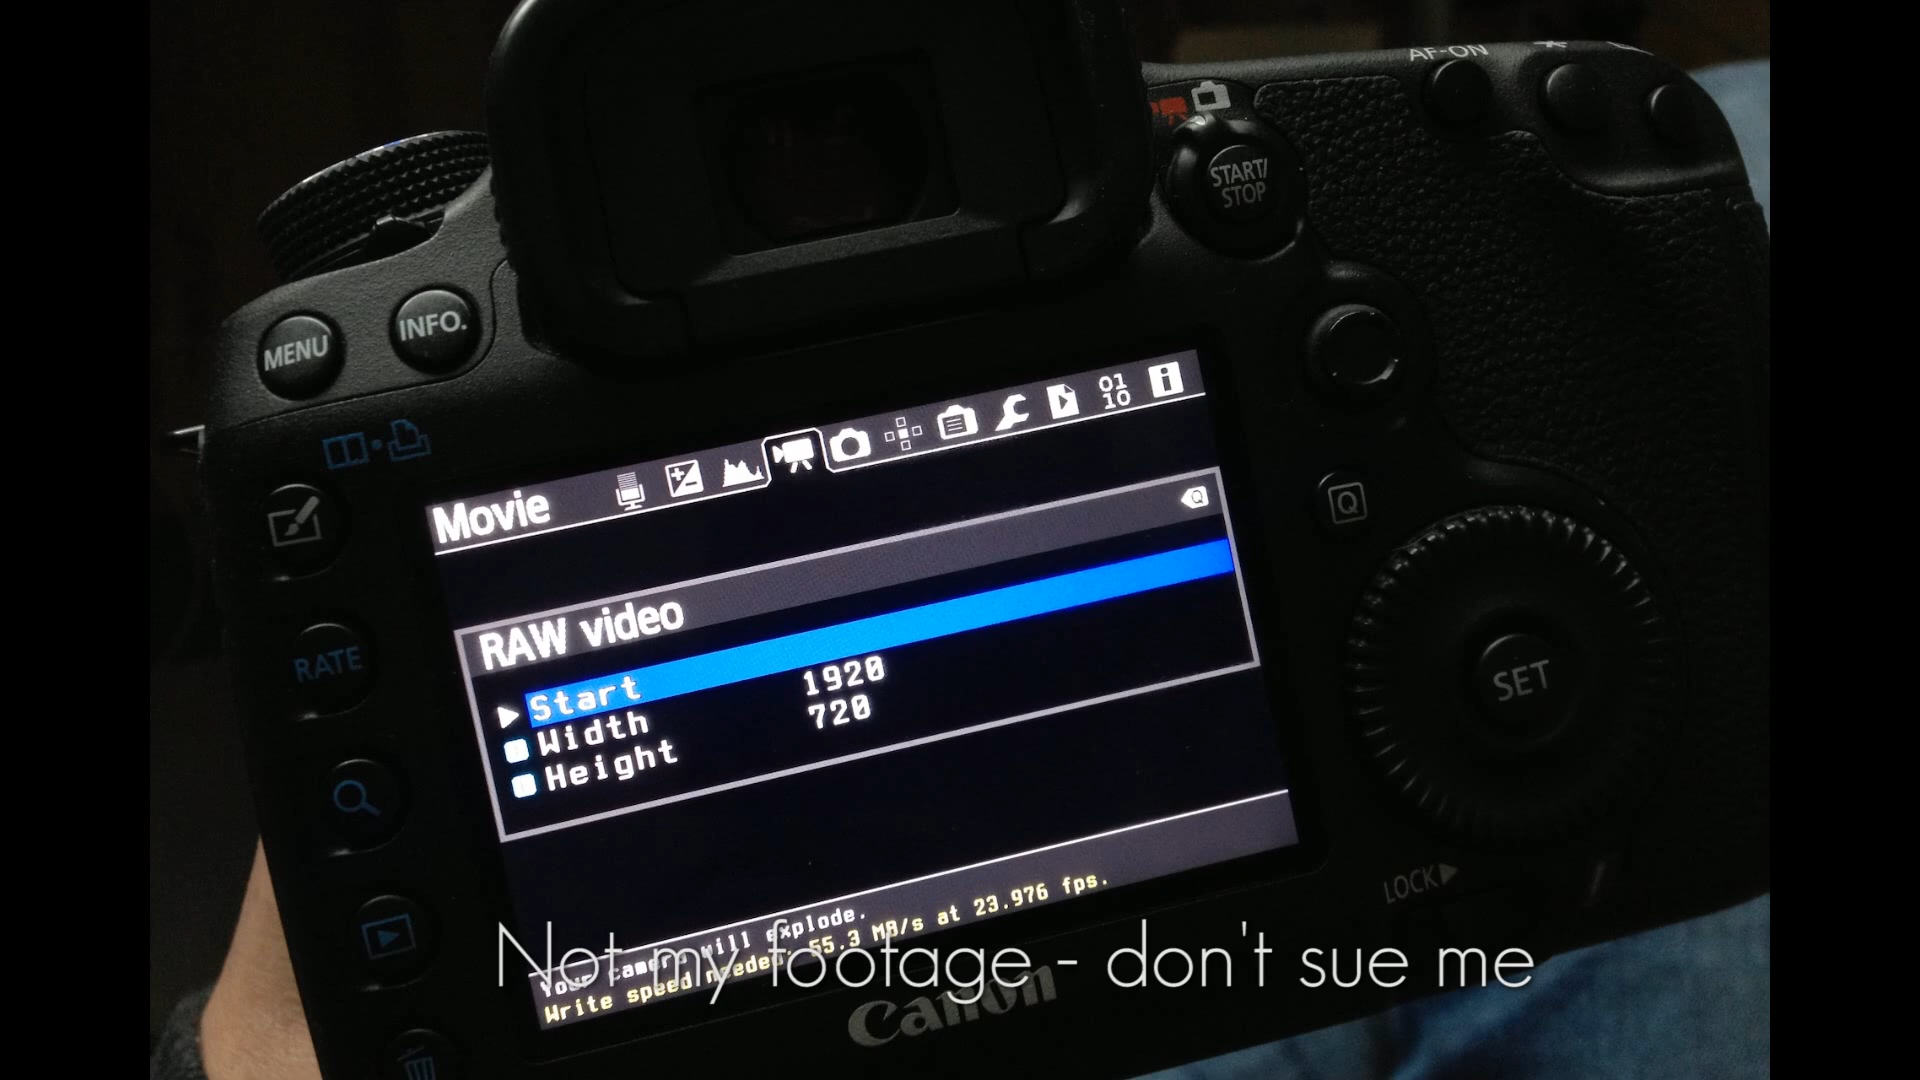 AF-ON
START/
STOP
MENU
INFO.
01
10
Movie
Q
RAW video
RATE
Start
Width 1920
Height 720
SET
LOCK
Your camera will explode.
Write speed needed: 55.3 MB/s at 23.976 fps.
Not my footage - don't sue me
Canon